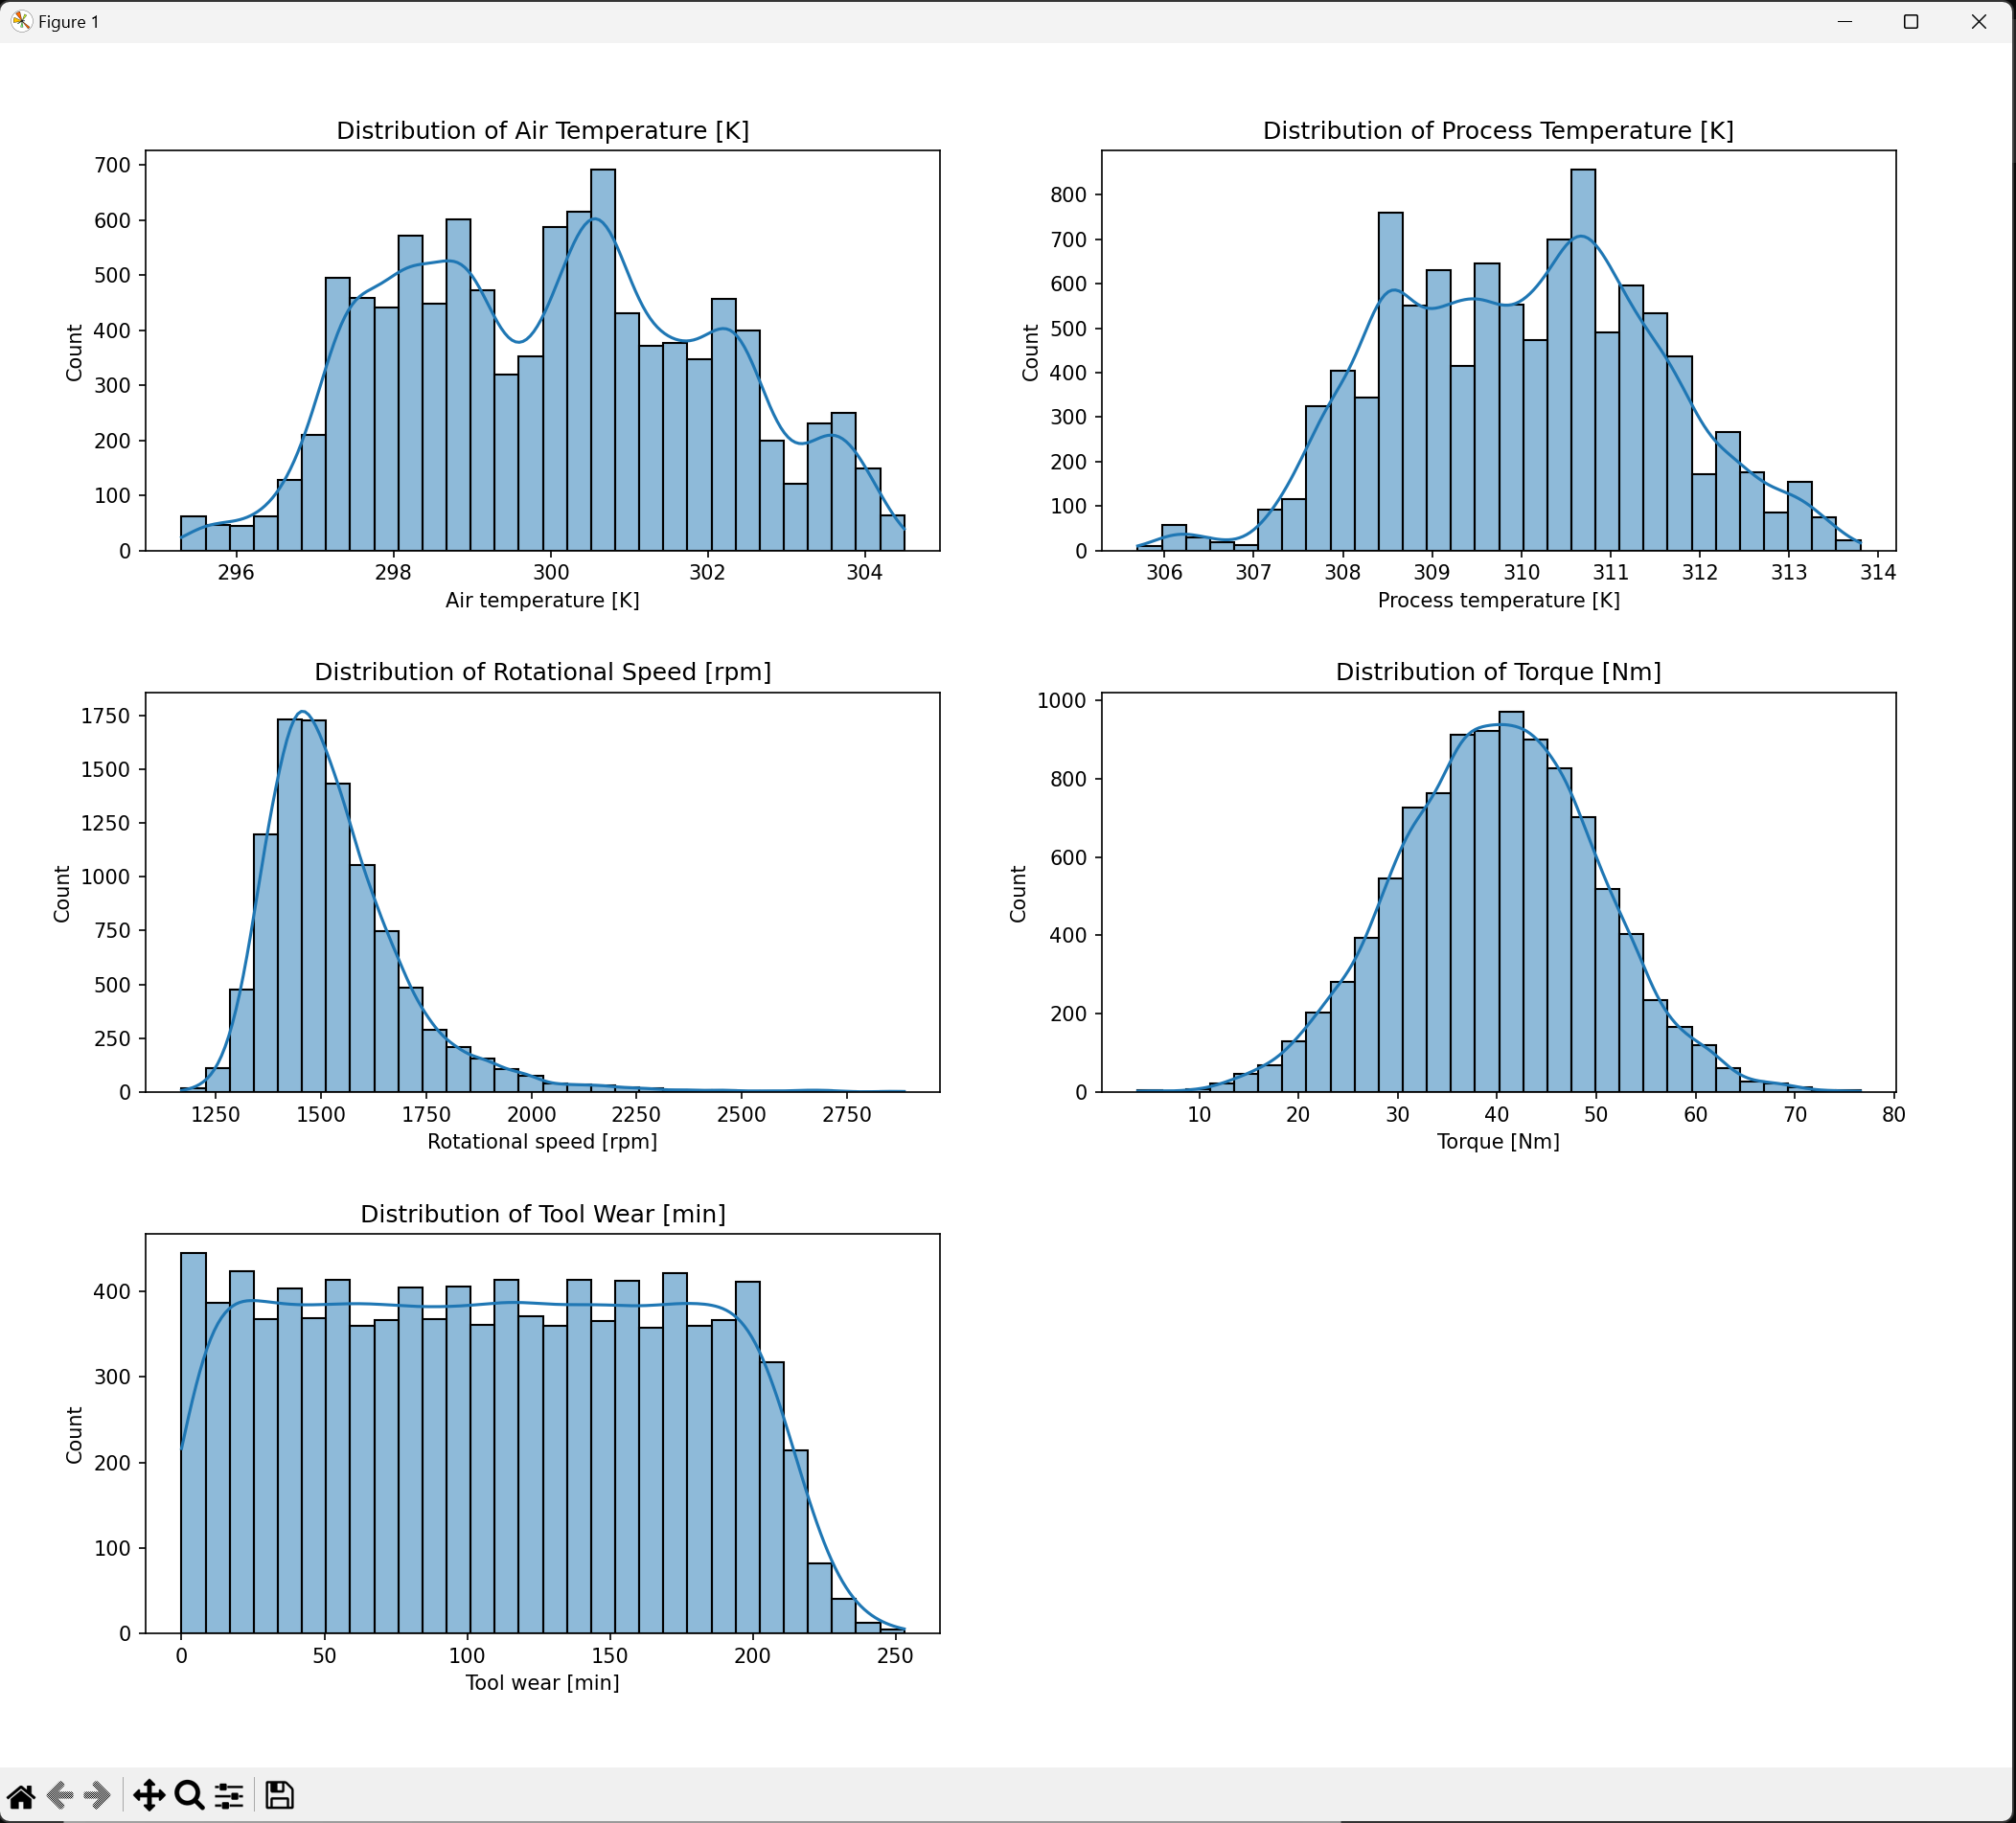 Figure 1
Distribution of Air Temperature [K]
700
600
500
400
300
200
100
0
Count
296 298 300 302 304
Air temperature [K]
Distribution of Process Temperature [K]
800
700
600
500
400
300
200
100
0
Count
306 307 308 309 310 311 312 313 314
Process temperature [K]
Distribution of Rotational Speed [rpm]
1750
1500
1250
1000
750
500
250
0
Count
1250 1500 1750 2000 2250 2500 2750
Rotational speed [rpm]
Distribution of Torque [Nm]
1000
800
600
400
200
0
Count
10 20 30 40 50 60 70 80
Torque [Nm]
Distribution of Tool Wear [min]
400
300
200
100
0
Count
0 50 100 150 200 250
Tool wear [min]